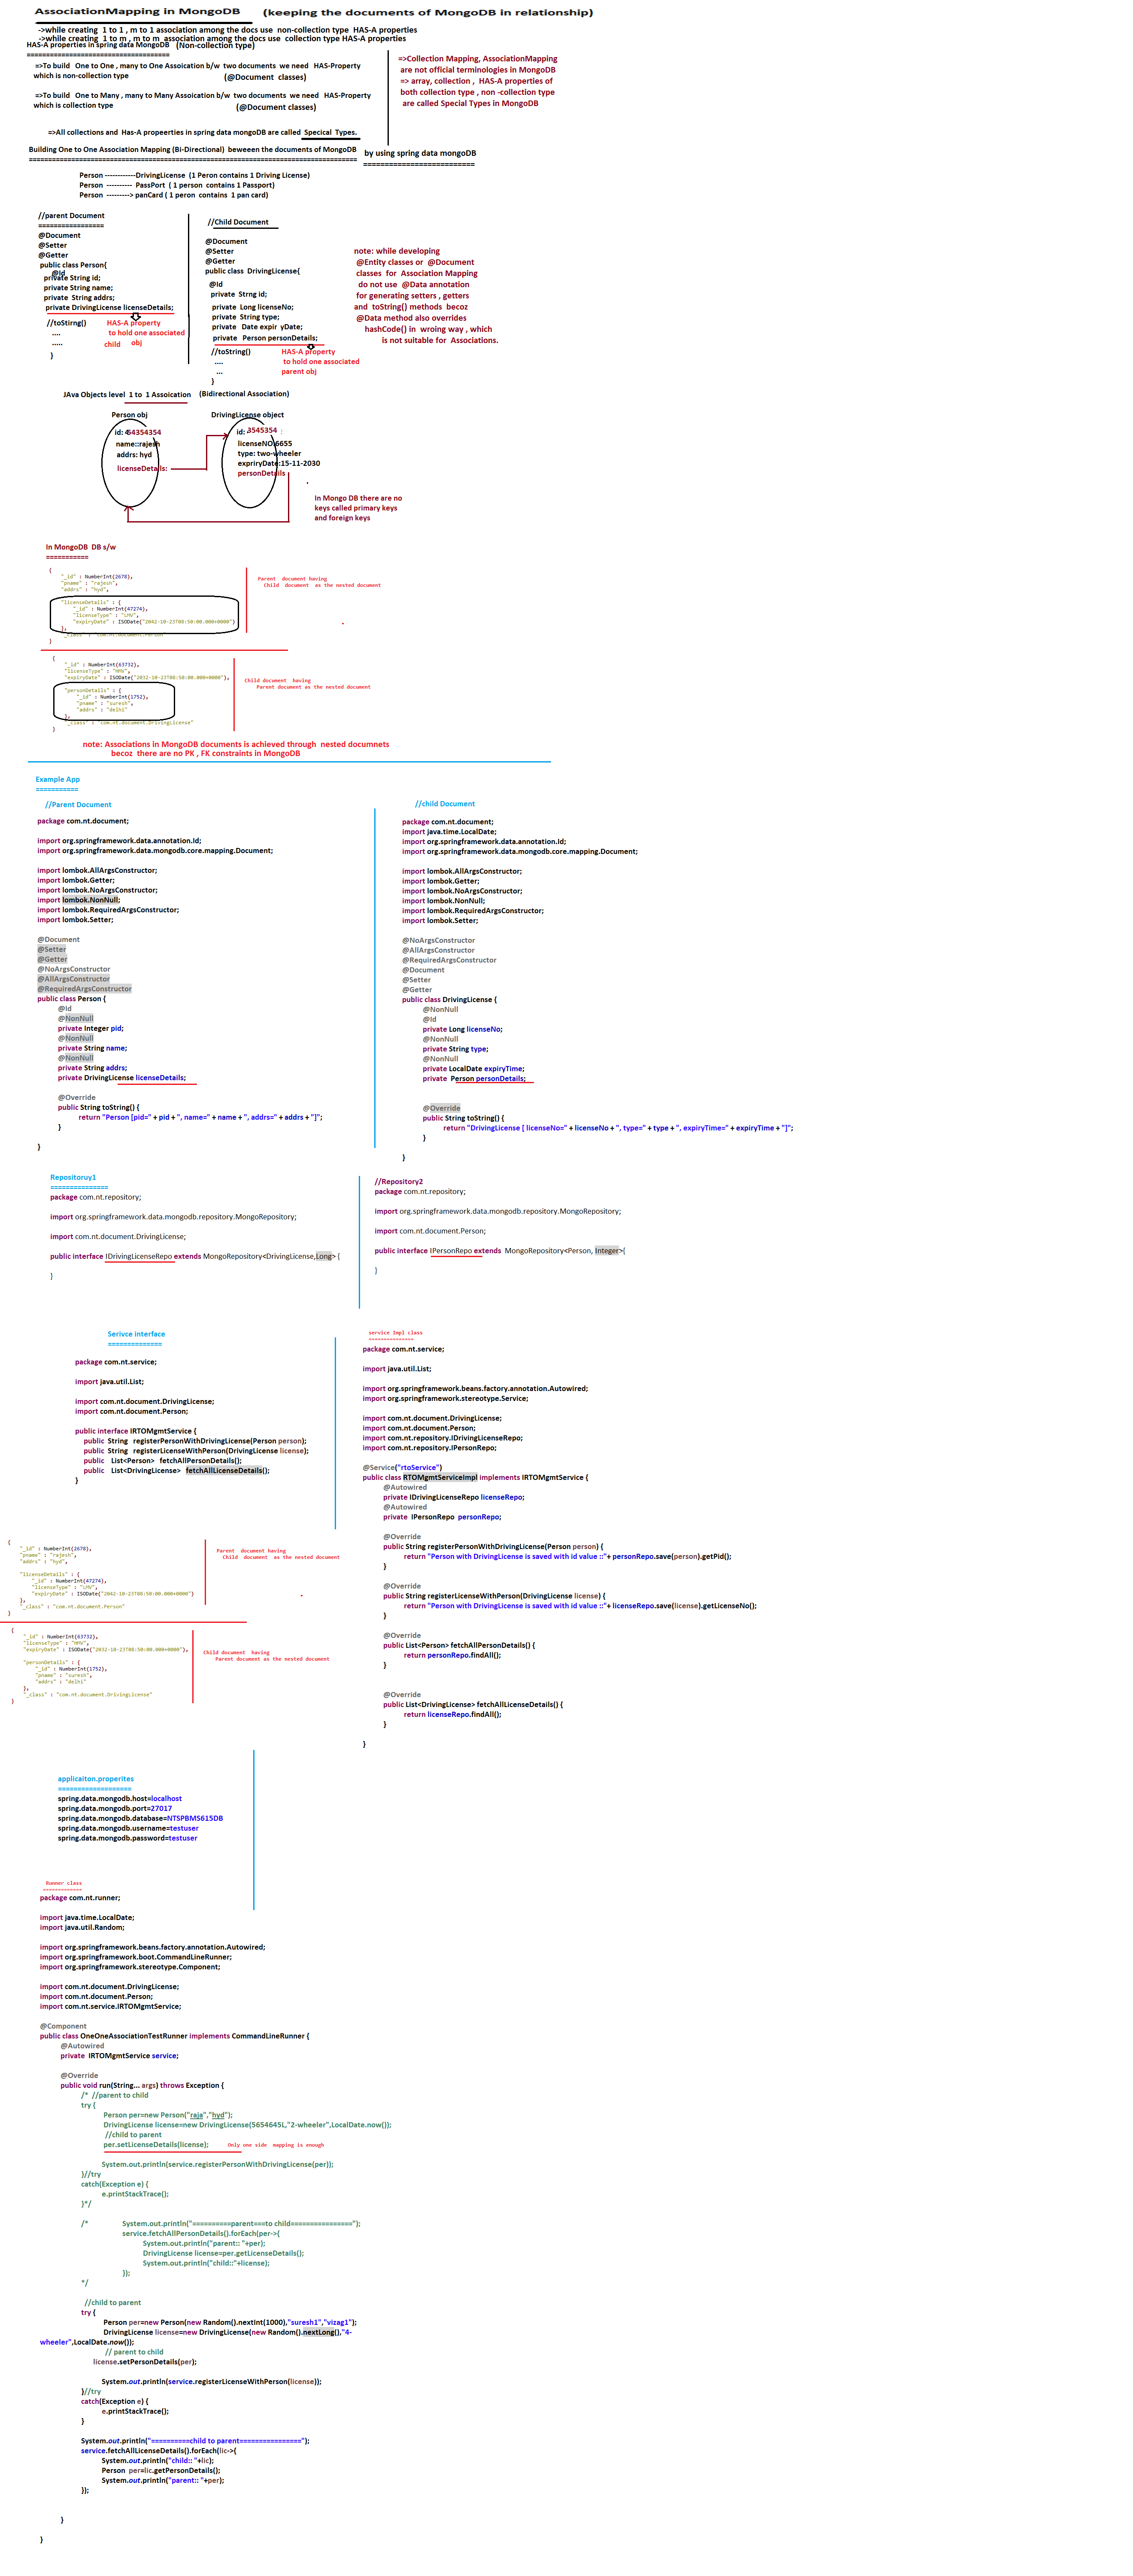 AssociationMapping in MongoDB (keeping the documents of MongoDB in relationship)
->while creating 1 to 1 , m to 1 association among the docs use non-collection type HAS-A properties
->while creating 1 to m , m to m association among the docs use collection type HAS-A properties
HAS-A properties in spring data MongoDB (Non-collection type)
=====================================
=>To build One to One , many to One Assoication b/w two documents we need HAS-Property
which is non-collection type (@Document classes)
=>To build One to Many , many to Many Assoication b/w two documents we need HAS-Property
which is collection type (@Document classes)
=>All collections and Has-A propeerties in spring data mongoDB are called Specical Types.
=>Collection Mapping, AssociationMapping
are not official terminologies in MongoDB
=> array, collection , HAS-A properties of
both collection type , non -collection type
are called Special Types in MongoDB
Building One to One Association Mapping (Bi-Directional) beweeen the documents of MongoDB by using spring data mongoDB
=====================================================================================
==========================
Person ------------DrivingLicense (1 Peron contains 1 Driving License)
Person ---------- PassPort ( 1 person contains 1 Passport)
Person ---------> panCard ( 1 peron contains 1 pan card)
//parent Document
=================
@Document
@Setter
@Getter
public class Person{
@Id
private String id;
private String name;
private String addrs;
private DrivingLicense licenseDetails;
//toString()
....
.....
}
HAS-A property
to hold one associated
child obj
//Child Document
@Document
@Setter
@Getter
public class DrivingLicense{
@Id
private Strng id;
private Long licenseNo;
private String type;
private Date expir yDate;
private Person personDetails;
//toString()
....
...
}
HAS-A property
to hold one associated
parent obj
note: while developing
@Entity classes or @Document
classes for Association Mapping
do not use @Data annotation
for generating setters , getters
and toString() methods becoz
@Data method also overrides
hashCode() in wroing way , which
is not suitable for Associations.
JAva Objects level 1 to 1 Assoication (Bidirectional Association)
Person obj
id: 454354354
name::rajesh
addrs: hyd
licenseDetails:
DrivingLicense object
id: 3545354
licenseNO:6655
type: two-wheeler
expriryDate:15-11-2030
personDetails
In Mongo DB there are no
keys called primary keys
and foreign keys
In MongoDB DB s/w
===========
{
"_id" : NumberInt(2678),
"pname" : "rajesh",
"addrs" : "hyd",
"licenseDetails" : {
"_id" : NumberInt(47274),
"licenseType" : "LMV",
"expiryDate" : ISODate("2042-10-23T08:50:00.000+0000")
},
"_class" : "com.nt.document.Person"
}
Parent document having
Child document as the nested document
{
"_id" : NumberInt(63732),
"licenseType" : "HMV",
"expiryDate" : ISODate("2032-10-23T08:50:00.000+0000"),
"personDetails" : {
"_id" : NumberInt(1752),
"pname" : "suresh",
"addrs" : "delhi"
},
"_class" : "com.nt.document.DrivingLicense"
}
Child document having
Parent document as the nested document
note: Associations in MongoDB documents is achieved through nested documnets
becoz there are no PK , FK constraints in MongoDB
Example App
===========
//Parent Document
package com.nt.document;
import org.springframework.data.annotation.Id;
import org.springframework.data.mongodb.core.mapping.Document;
import lombok.AllArgsConstructor;
import lombok.Getter;
import lombok.NoArgsConstructor;
import lombok.NonNull;
import lombok.RequiredArgsConstructor;
import lombok.Setter;
@Document
@Setter
@Getter
@NoArgsConstructor
@AllArgsConstructor
@RequiredArgsConstructor
public class Person {
@Id
@NonNull
private Integer pid;
@NonNull
private String name;
@NonNull
private String addrs;
private DrivingLicense licenseDetails;
@Override
public String toString() {
return "Person [pid=" + pid + ", name=" + name + ", addrs=" + addrs + "]";
}
}
//child Document
package com.nt.document;
import java.time.LocalDate;
import org.springframework.data.annotation.Id;
import org.springframework.data.mongodb.core.mapping.Document;
import lombok.AllArgsConstructor;
import lombok.Getter;
import lombok.NoArgsConstructor;
import lombok.NonNull;
import lombok.RequiredArgsConstructor;
import lombok.Setter;
@NoArgsConstructor
@AllArgsConstructor
@RequiredArgsConstructor
@Document
@Setter
@Getter
public class DrivingLicense {
@NonNull
@Id
private Long licenseNo;
@NonNull
private String type;
@NonNull
private LocalDate expiryTime;
private Person personDetails;
@Override
public String toString() {
return "DrivingLicense [ licenseNo=" + licenseNo + ", type=" + type + ", expiryTime=" + expiryTime + "]";
}
}
Repositoruy1
===============
package com.nt.repository;
import org.springframework.data.mongodb.repository.MongoRepository;
import com.nt.document.DrivingLicense;
public interface IDrivingLicenseRepo extends MongoRepository<DrivingLicense,Long> {
}
//Repository2
package com.nt.repository;
import org.springframework.data.mongodb.repository.MongoRepository;
import com.nt.document.Person;
public interface IPersonRepo extends MongoRepository<Person, Integer>{
}
Serivce interface
==============
package com.nt.service;
import java.util.List;
import com.nt.document.DrivingLicense;
import com.nt.document.Person;
public interface IRTOMgmtService {
public String registerPersonWithDrivingLicense(Person person);
public String registerLicenseWithPerson(DrivingLicense license);
public List<Person> fetchAllPersonDetails();
public List<DrivingLicense> fetchAllLicenseDetails();
}
service Impl class
===============
package com.nt.service;
import java.util.List;
import org.springframework.beans.factory.annotation.Autowired;
import org.springframework.stereotype.Service;
import com.nt.document.DrivingLicense;
import com.nt.document.Person;
import com.nt.repository.IDrivingLicenseRepo;
import com.nt.repository.IPersonRepo;
@Service("rtoService")
public class RTOMgmtServiceImpl implements IRTOMgmtService {
@Autowired
private IDrivingLicenseRepo licenseRepo;
@Autowired
private IPersonRepo personRepo;
@Override
public String registerPersonWithDrivingLicense(Person person) {
return "Person with DrivingLicense is saved with id value ::"+ personRepo.save(person).getPid();
}
@Override
public String registerLicenseWithPerson(DrivingLicense license) {
return "Person with DrivingLicense is saved with id value ::"+ licenseRepo.save(license).getLicenseNo();
}
@Override
public List<Person> fetchAllPersonDetails() {
return personRepo.findAll();
}
@Override
public List<DrivingLicense> fetchAllLicenseDetails() {
return licenseRepo.findAll();
}
}
{
"_id" : NumberInt(2678),
"pname" : "rajesh",
"addrs" : "hyd",
"licenseDetails" : {
"_id" : NumberInt(47274),
"licenseType" : "LMV",
"expiryDate" : ISODate("2042-10-23T08:50:00.000+0000")
},
"_class" : "com.nt.document.Person"
}
Parent document having
Child document as the nested document
{
"_id" : NumberInt(63732),
"licenseType" : "HMV",
"expiryDate" : ISODate("2032-10-23T08:50:00.000+0000"),
"personDetails" : {
"_id" : NumberInt(1752),
"pname" : "suresh",
"addrs" : "delhi"
},
"_class" : "com.nt.document.DrivingLicense"
}
Child document having
Parent document as the nested document
applicaiton.properites
===================
spring.data.mongodb.host=localhost
spring.data.mongodb.port=27017
spring.data.mongodb.database=NTSPBMS615DB
spring.data.mongodb.username=testuser
spring.data.mongodb.password=testuser
Runner class
=============
package com.nt.runner;
import java.time.LocalDate;
import java.util.Random;
import org.springframework.beans.factory.annotation.Autowired;
import org.springframework.boot.CommandLineRunner;
import org.springframework.stereotype.Component;
import com.nt.document.DrivingLicense;
import com.nt.document.Person;
import com.nt.service.IRTOMgmtService;
@Component
public class OneOneAssociationTestRunner implements CommandLineRunner {
@Autowired
private IRTOMgmtService service;
@Override
public void run(String... args) throws Exception {
/* //parent to child
try {
Person per=new Person("raja","hyd");
DrivingLicense license=new DrivingLicense(5654645L,"2-wheeler",LocalDate.now());
//child to parent
per.setLicenseDetails(license); Only one side mapping is enough
System.out.println(service.registerPersonWithDrivingLicense(per));
}//try
catch(Exception e) {
e.printStackTrace();
}*/
/* System.out.println("==========parent===to child================");
service.fetchAllPersonDetails().forEach(per->{
System.out.println("parent:: "+per);
DrivingLicense license=per.getLicenseDetails();
System.out.println("child::"+license);
});
*/
//child to parent
try {
Person per=new Person(new Random().nextInt(1000),"suresh1","vizag1");
DrivingLicense license=new DrivingLicense(new Random().nextLong(),"4-
wheeler",LocalDate.now());
// parent to child
license.setPersonDetails(per);
System.out.println(service.registerLicenseWithPerson(license));
}//try
catch(Exception e) {
e.printStackTrace();
}
System.out.println("==========child to parent================");
service.fetchAllLicenseDetails().forEach(lic->{
System.out.println("child:: "+lic);
Person per=lic.getPersonDetails();
System.out.println("parent:: "+per);
});
}
}